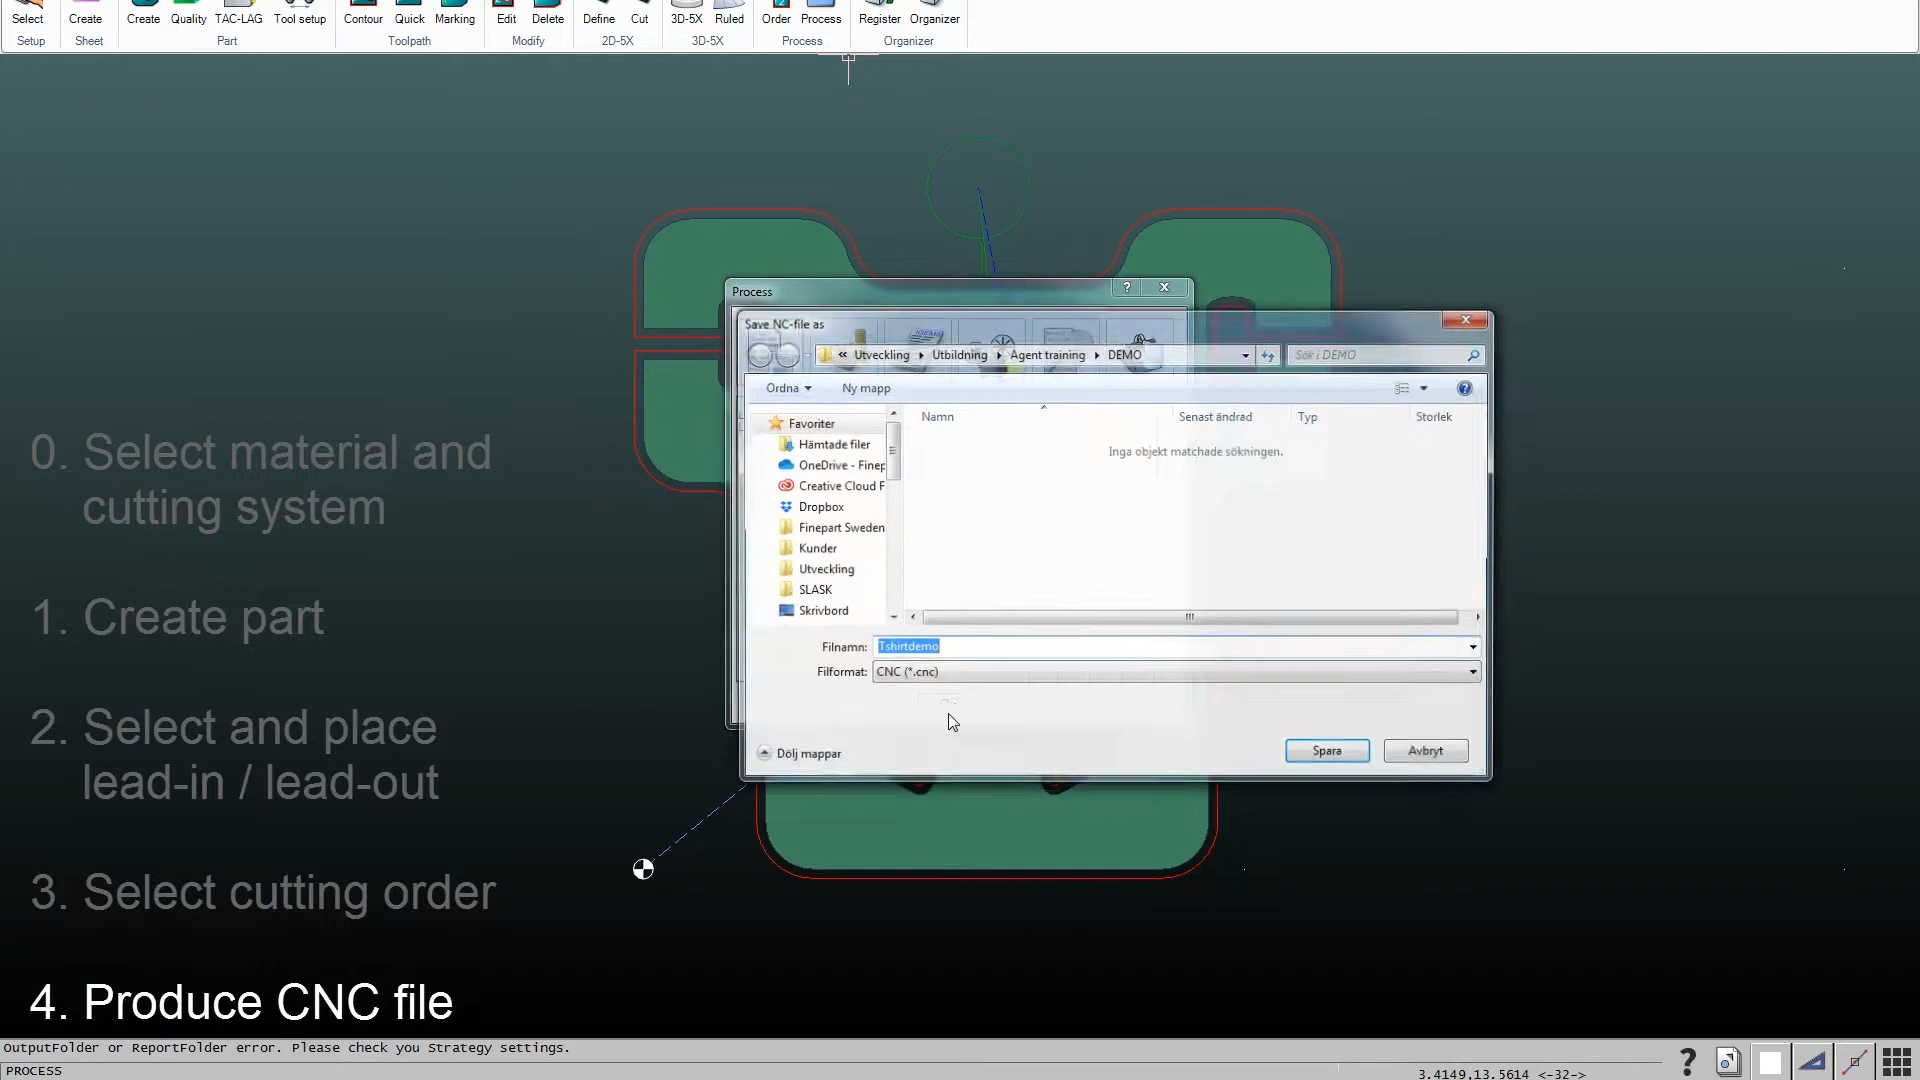 Select Create Create Quality TAC-LAG Tool setup Contour Quick Marking Edit Delete Define Cut 3D-5X Ruled Order Process Register Organizer
Setup Sheet Part Toolpath Modify 2D-5X 3D-5X Process Organizer
Process
Save NC-file as
« Utveckling Utbildning Agent training DEMO
Sök i DEMO
Ordna Ny mapp
Namn Senast ändrad Typ Storlek
Inga objekt matchade sökningen.
Favoriter
Hämtade filer
OneDrive - Finep
Creative Cloud F
Dropbox
Finepart Sweden
Kunder
Utveckling
SLASK
Skrivbord
Filnamn: Tshirtdemo
Filformat: CNC (*.cnc)
Dölj mappar Spara Avbryt
0. Select material and
cutting system
1. Create part
2. Select and place
lead-in / lead-out
3. Select cutting order
4. Produce CNC file
OutputFolder or ReportFolder error. Please check you Strategy settings.
PROCESS
3.4149,13.5614 <-32->